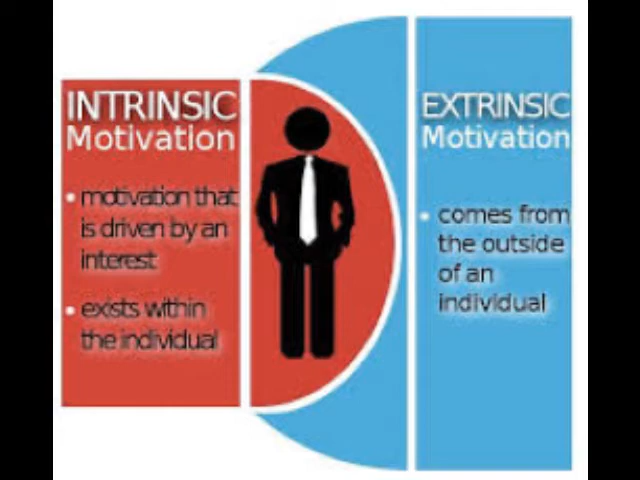 INTRINSIC
Motivation
• motivation that
is driven by an
interest
• exists within
the individual
EXTRINSIC
Motivation
• comes from
the outside
of an
individual